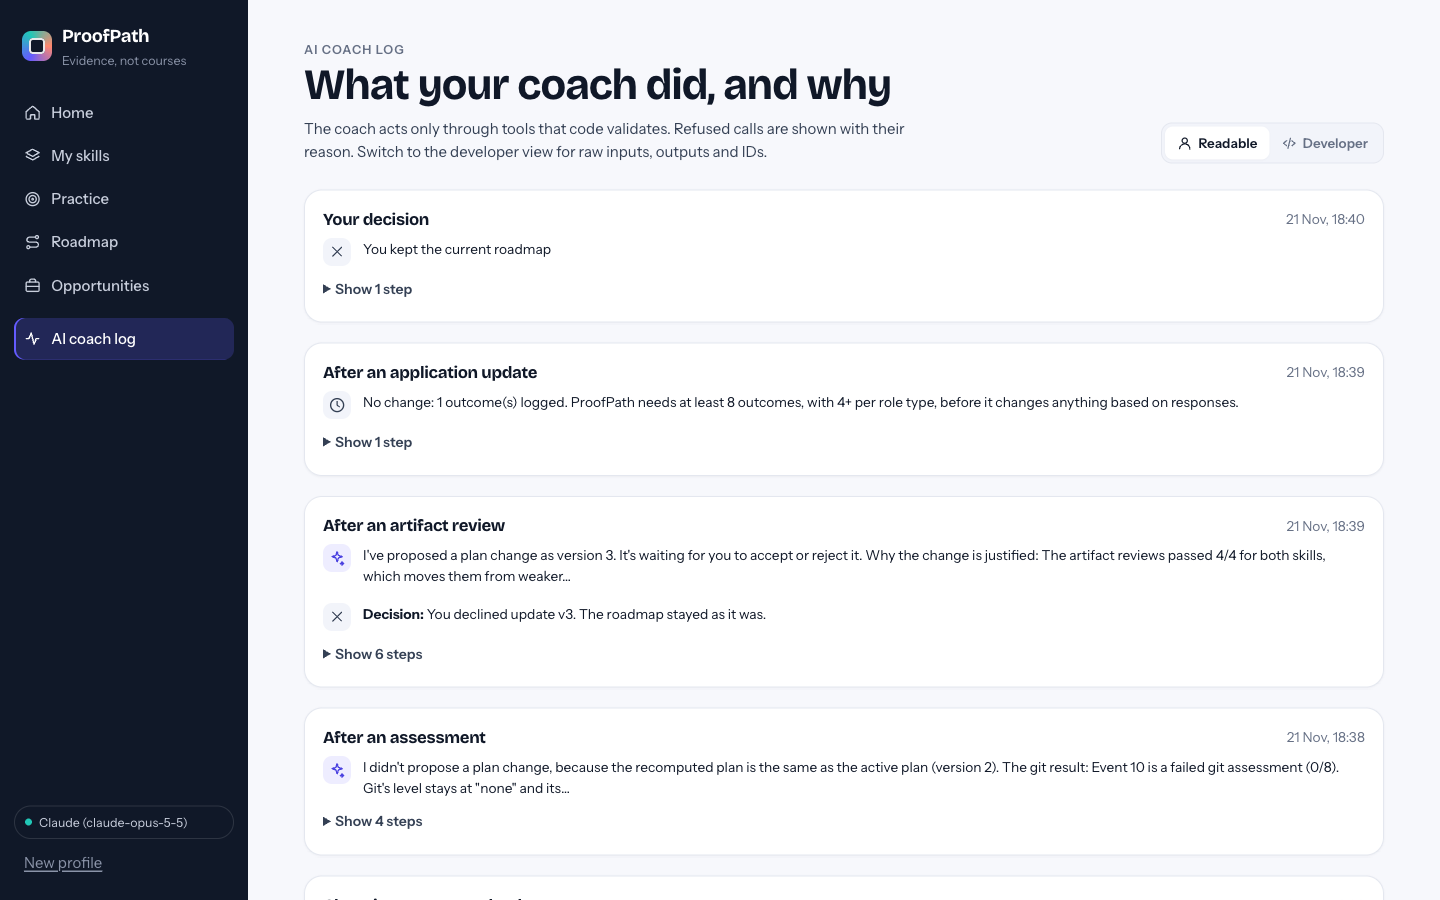 ProofPath
Evidence, not courses
Home
My skills
Practice
Roadmap
Opportunities
AI coach log
Claude (claude-opus-5-5)
New profile
AI COACH LOG
What your coach did, and why
The coach acts only through tools that code validates. Refused calls are shown with their
reason. Switch to the developer view for raw inputs, outputs and IDs.
Readable
Developer
Your decision
21 Nov, 18:40
You kept the current roadmap
Show 1 step
After an application update
21 Nov, 18:39
No change: 1 outcome(s) logged. ProofPath needs at least 8 outcomes, with 4+ per role type, before it changes anything based on responses.
Show 1 step
After an artifact review
21 Nov, 18:39
I've proposed a plan change as version 3. It's waiting for you to accept or reject it. Why the change is justified: The artifact reviews passed 4/4 for both skills,
which moves them from weaker...
Decision: You declined update v3. The roadmap stayed as it was.
Show 6 steps
After an assessment
21 Nov, 18:38
I didn't propose a plan change, because the recomputed plan is the same as the active plan (version 2). The git result: Event 10 is a failed git assessment (0/8).
Git's level stays at "none" and its...
Show 4 steps